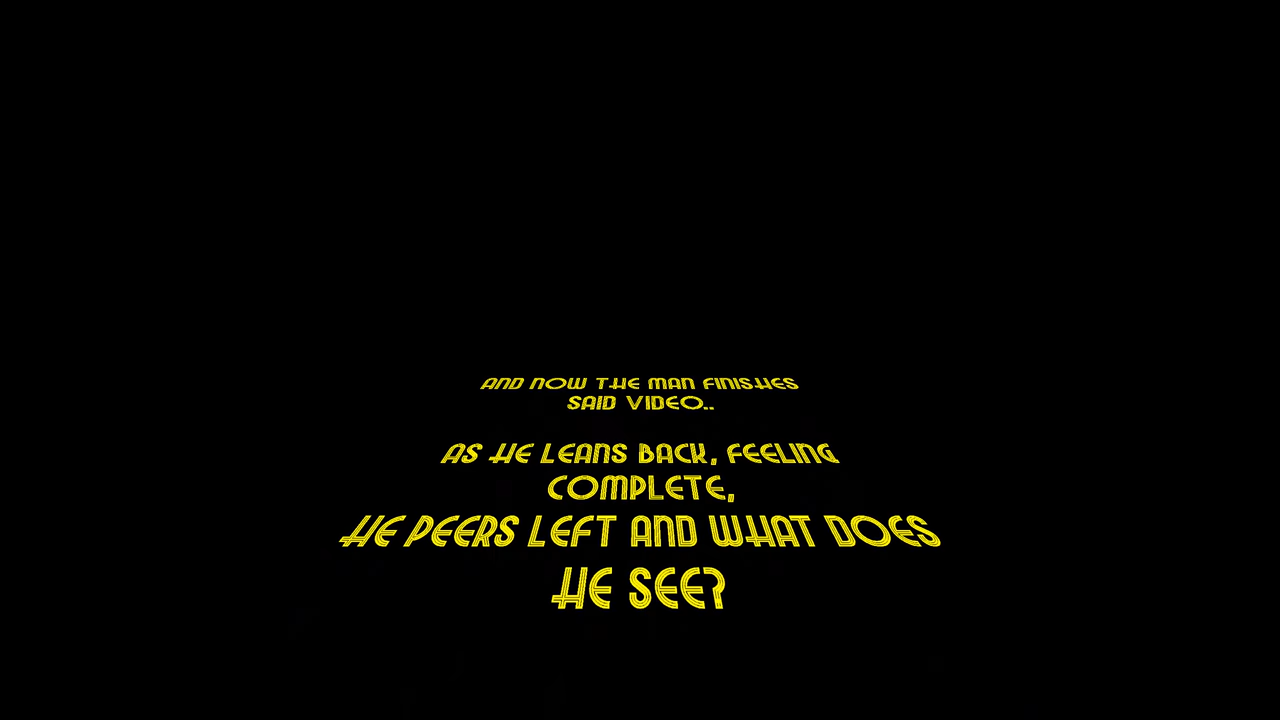 AND NOW THE MAN FINISHES
SAID VIDEO..
AS HE LEANS BACK, FEELING
COMPLETE,
HE PEERS LEFT AND WHAT DOES
HE SEE?